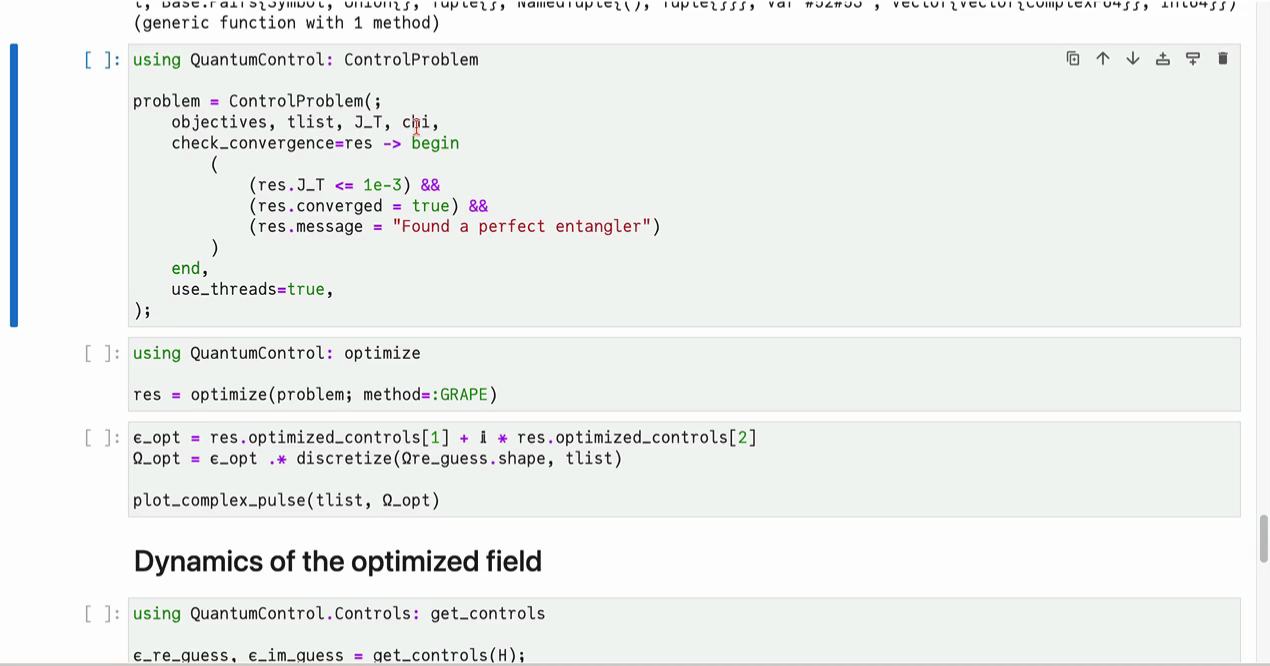 (generic function with 1 method)
[ ]: using QuantumControl: ControlProblem
problem = ControlProblem(;
objectives, tlist, J_T, chi,
check_convergence=res -> begin
(
(res.J_T <= 1e-3) &&
(res.converged = true) &&
(res.message = "Found a perfect entangler")
)
end,
use_threads=true,
);
[ ]: using QuantumControl: optimize
res = optimize(problem; method=:GRAPE)
[ ]: ϵ_opt = res.optimized_controls[1] + 𝕚 * res.optimized_controls[2]
Ω_opt = ϵ_opt .* discretize(Ωre_guess.shape, tlist)
plot_complex_pulse(tlist, Ω_opt)
Dynamics of the optimized field
[ ]: using QuantumControl.Controls: get_controls
ϵ_re_guess, ϵ_im_guess = get_controls(H);